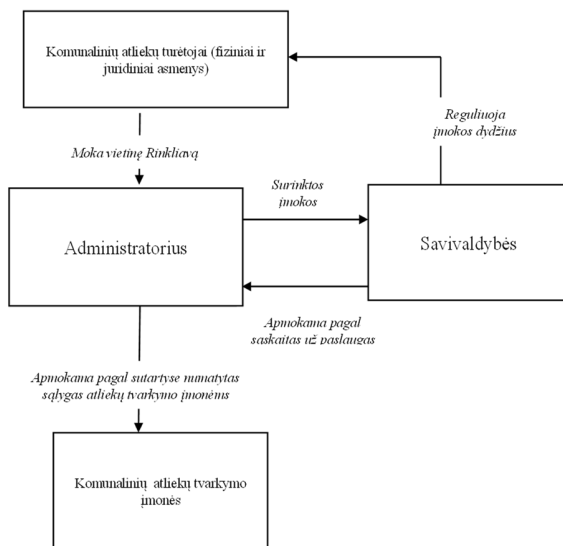 Komunalinių atliekų turėtojai (fiziniai ir
juridiniai asmenys)
Reguliuoja
įmokos dydžius
Moka vietinę Rinkliavą
Surinktos
įmokos
Administratorius
Savivaldybės
Apmokama pagal
sąskaitas už paslaugas
Apmokama pagal sutartyse numatytas
sąlygas atliekų tvarkymo įmonėms
Komunalinių atliekų tvarkymo
įmonės